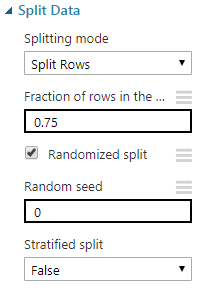 Split Data
Splitting mode
Split Rows
Fraction of rows in the ...
0.75
Randomized split
Random seed
0
Stratified split
False